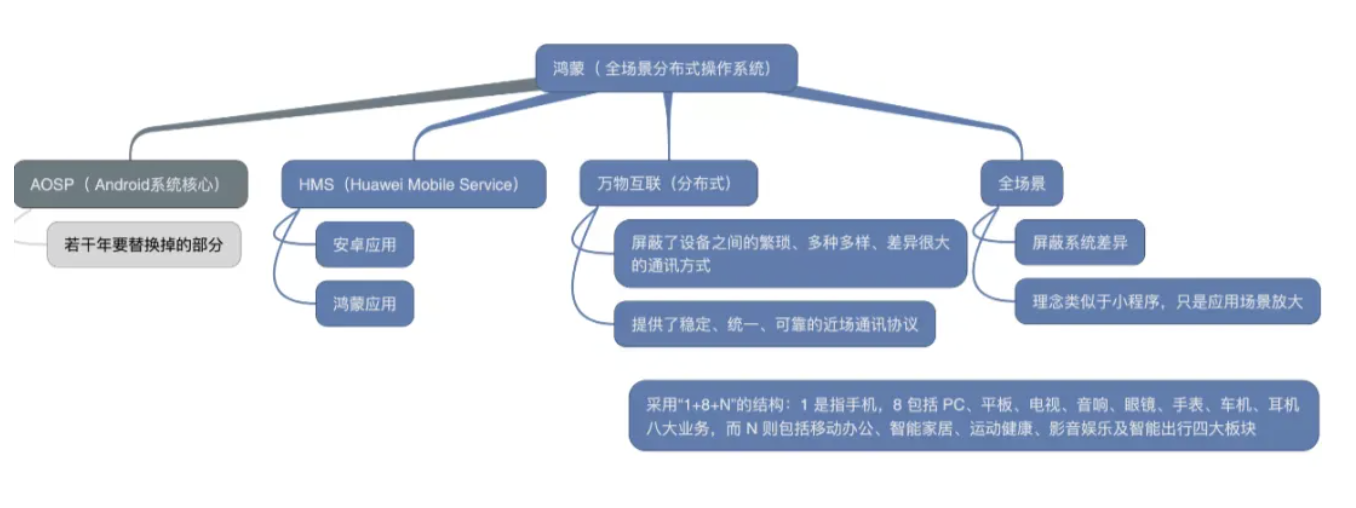 鸿蒙（ 全场景分布式操作系统）
AOSP（ Android系统核心）
若干年要替换掉的部分
HMS（Huawei Mobile Service）
安卓应用
鸿蒙应用
万物互联（分布式）
屏蔽了设备之间的繁琐、多种多样、差异很大
的通讯方式
提供了稳定、统一、可靠的近场通讯协议
全场景
屏蔽系统差异
理念类似于小程序，只是应用场景放大
采用“1+8+N”的结构：1 是指手机，8 包括 PC、平板、电视、音响、眼镜、手表、车机、耳机
八大业务，而 N 则包括移动办公、智能家居、运动健康、影音娱乐及智能出行四大板块